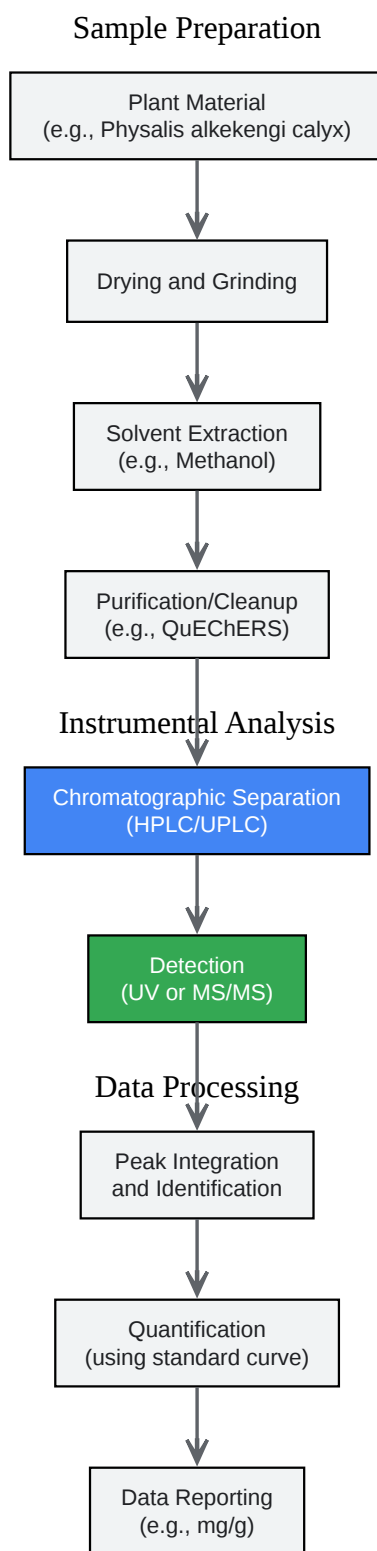 Sample Preparation
Plant Material
(e.g., Physalis alkekengi calyx)
Drying and Grinding
Solvent Extraction
(e.g., Methanol)
Purification/Cleanup
(e.g., QuEChERS)
Instrumental Analysis
Chromatographic Separation
(HPLC/UPLC)
Detection
(UV or MS/MS)
Data Processing
Peak Integration
and Identification
Quantification
(using standard curve)
Data Reporting
(e.g., mg/g)